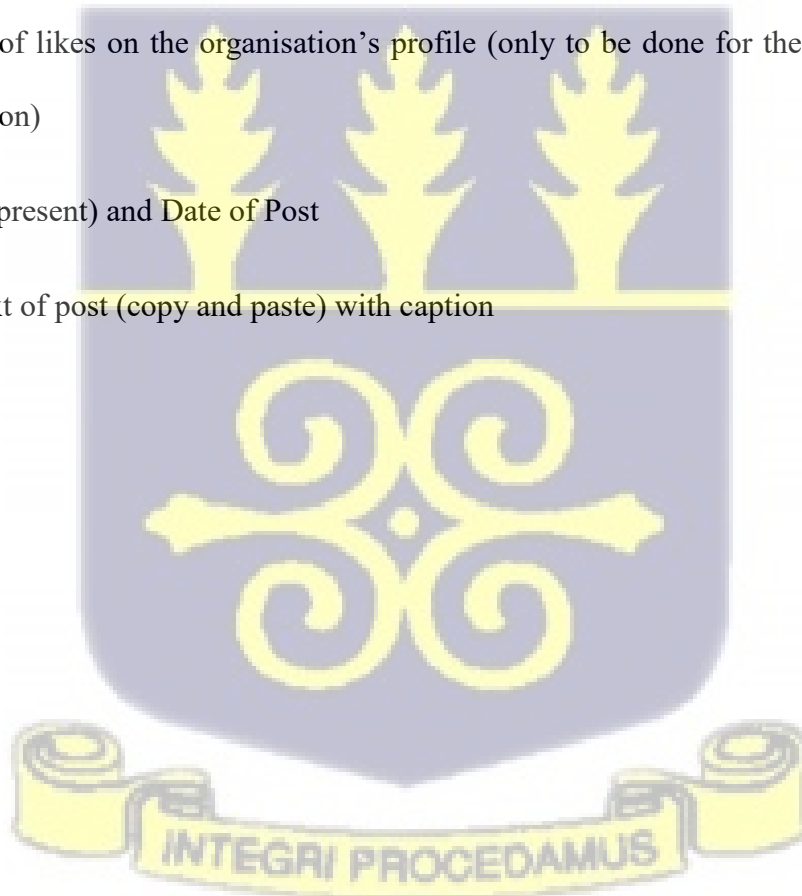 of likes on the organisation’s profile (only to be done for the
on)
present) and Date of Post
t of post (copy and paste) with caption
INTEGRI PROCEDAMUS